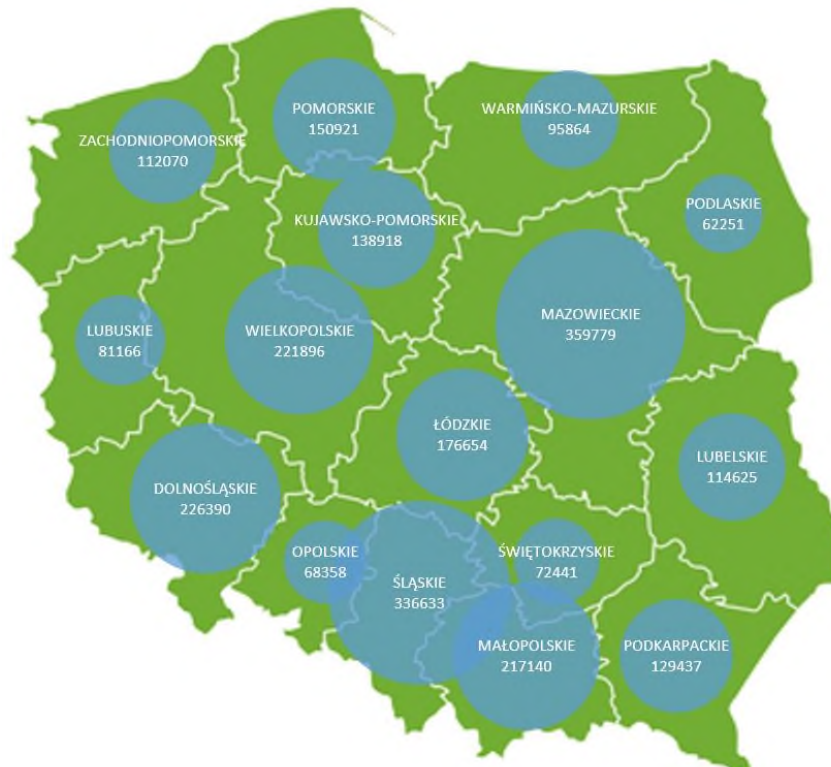 POMORSKIE
150921
WARMIŃSKO-MAZURSKIE
95864
ZACHODNIOPOMORSKIE
112070
PODLASKIE
62251
KUJAWSKO-POMORSKIE
138918
MAZOWIECKIE
359779
LUBUSKIE
81166
WIELKOPOLSKIE
221896
ŁÓDZKIE
176654
LUBELSKIE
114625
DOLNOŚLĄSKIE
226390
OPOLSKIE
68358
ŚWIĘTOKRZYSKIE
72441
ŚLĄSKIE
336633
MAŁOPOLSKIE
217140
PODKARPACKIE
129437